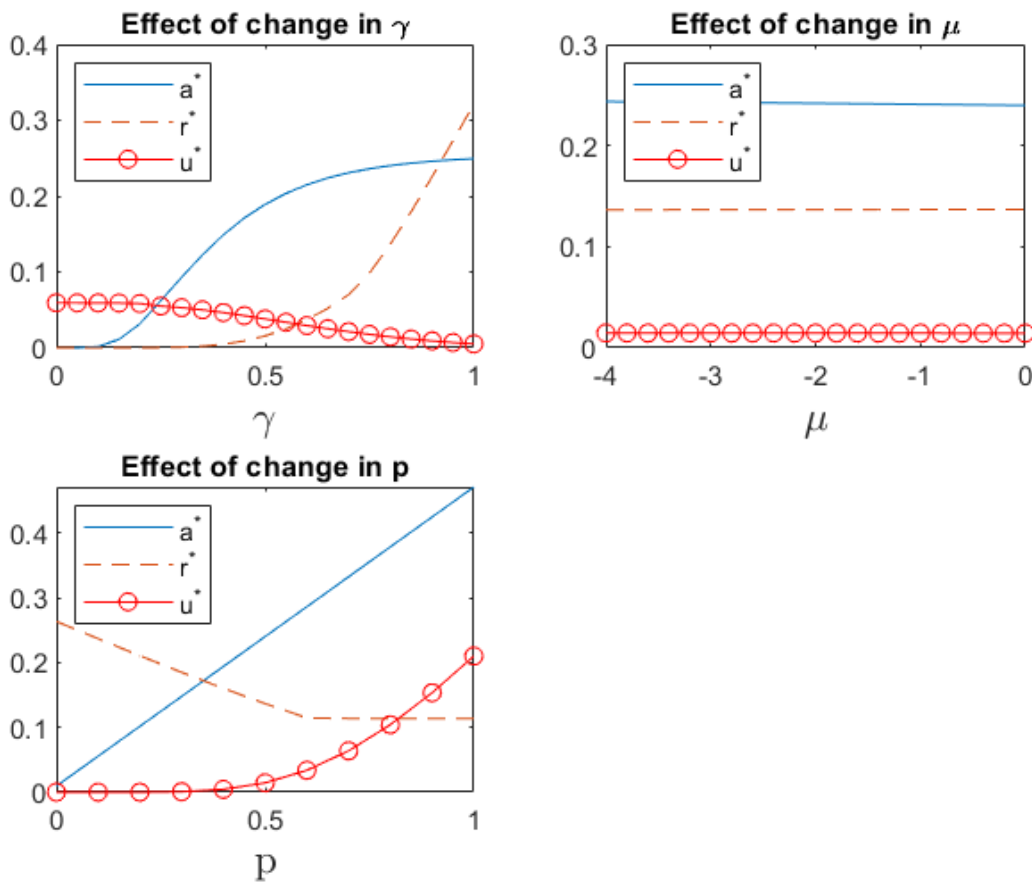 Effect of change in γ
a*
r*
u*
0.4
0.3
0.2
0.1
0
0 0.5 1
γ
Effect of change in μ
a*
r*
u*
0.3
0.2
0.1
0
-4 -3 -2 -1 0
μ
Effect of change in p
a*
r*
u*
0.4
0.3
0.2
0.1
0
0 0.5 1
p